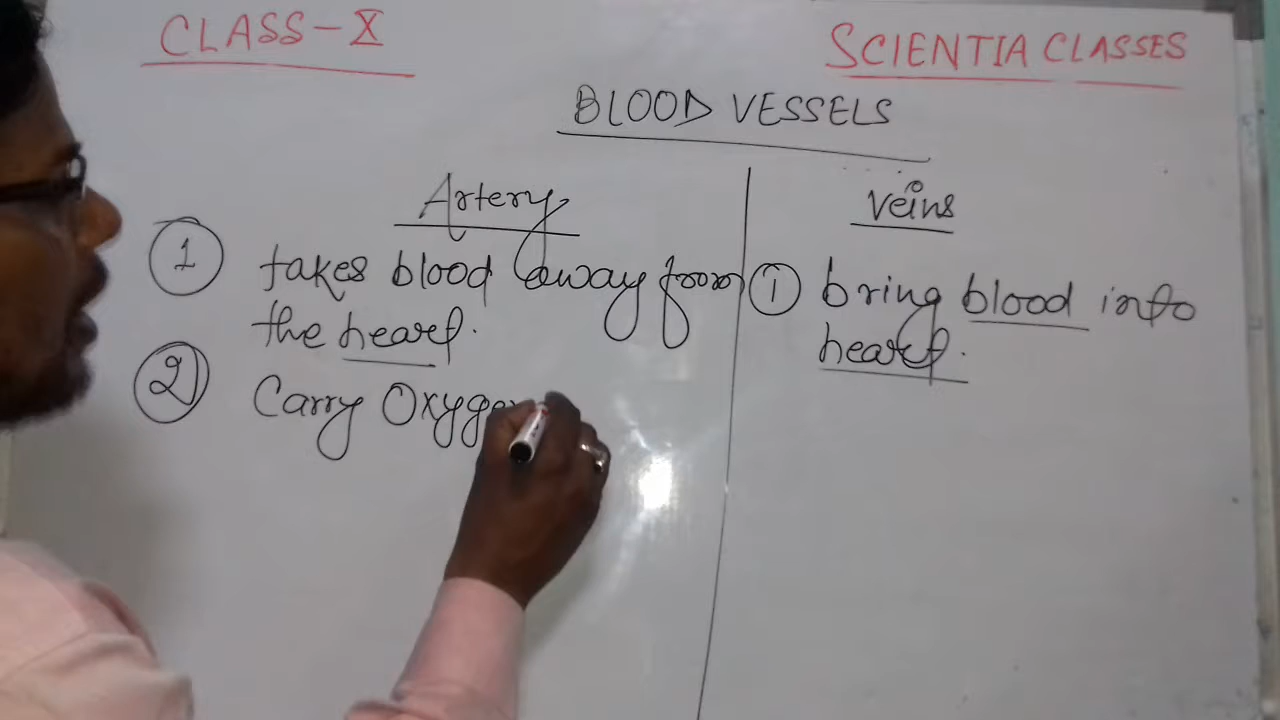 CLASS-X
SCIENTIA CLASSES
BLOOD VESSELS
Artery
① takes blood away from
the heart.
② Carry Oxygen
Veins
① bring blood into
heart.